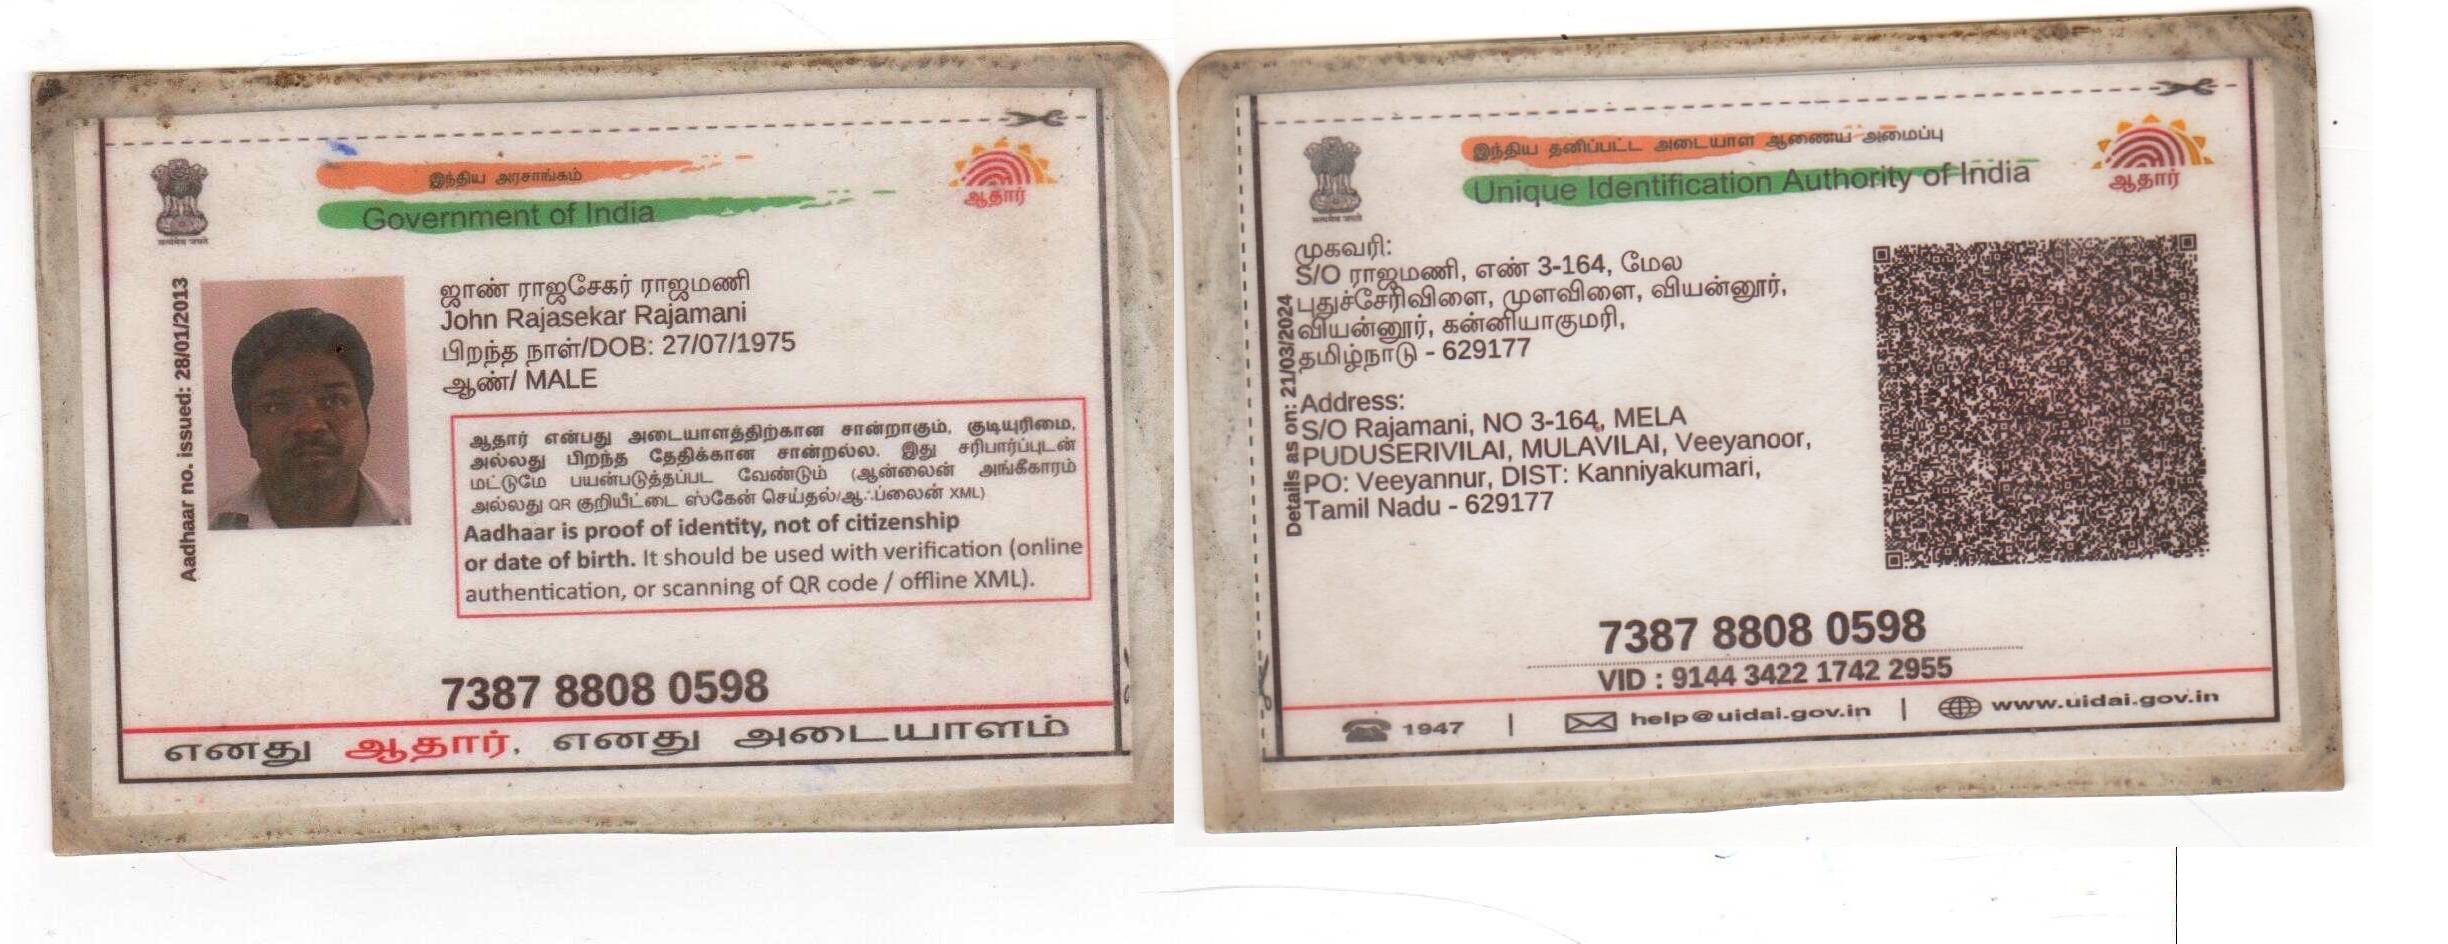 இந்திய அரசாங்கம்
Government of India
ஆதார்
सत्यमेव जयते
Aadhaar no. issued: 28/01/2013
ஜாண் ராஜசேகர் ராஜமணி
John Rajasekar Rajamani
பிறந்த நாள்/DOB: 27/07/1975
ஆண்/ MALE
ஆதார் என்பது அடையாளத்திற்கான சான்றாகும், குடியுரிமை,
அல்லது பிறந்த தேதிக்கான சான்றல்ல. இது சரிபார்ப்புடன்
மட்டுமே பயன்படுத்தப்பட வேண்டும் (ஆன்லைன் அங்கீகாரம்
அல்லது QR குறியீட்டை ஸ்கேன் செய்தல்/ஆஃப்லைன் XML)
Aadhaar is proof of identity, not of citizenship
or date of birth. It should be used with verification (online
authentication, or scanning of QR code / offline XML).
7387 8808 0598
எனது ஆதார், எனது அடையாளம்
இந்திய தனிப்பட்ட அடையாள ஆணைய அமைப்பு
Unique Identification Authority of India
ஆதார்
सत्यमेव जयते
Details as on: 21/03/2024
முகவரி:
S/O ராஜமணி, எண் 3-164, மேல
புதுச்சேரிவிளை, முளவிளை, வியன்னூர்,
வியன்னூர், கன்னியாகுமரி,
தமிழ்நாடு - 629177
Address:
S/O Rajamani, NO 3-164, MELA
PUDUSERIVILAI, MULAVILAI, Veeyanoor,
PO: Veeyannur, DIST: Kanniyakumari,
Tamil Nadu - 629177
7387 8808 0598
VID : 9144 3422 1742 2955
1947 | help@uidai.gov.in | www.uidai.gov.in